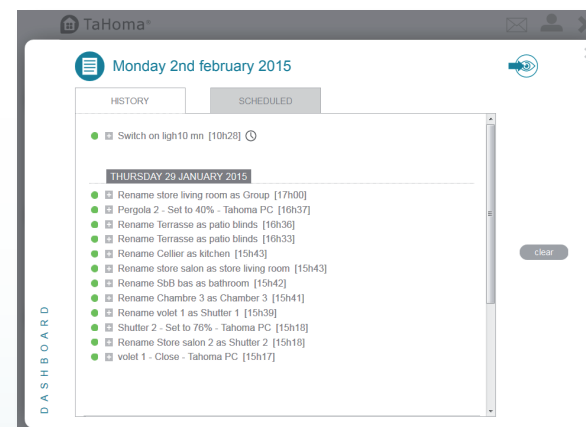 TaHoma®
Monday 2nd february 2015
HISTORY
SCHEDULED
Switch on ligh10 mn [10h28]
THURSDAY 29 JANUARY 2015
Rename store living room as Group [17h00]
Pergola 2 - Set to 40% - Tahoma PC [16h37]
Rename Terrasse as patio blinds [16h36]
Rename Terrasse as patio blinds [16h33]
Rename Cellier as kitchen [15h43]
Rename store salon as store living room [15h43]
Rename SbB bas as bathroom [15h42]
Rename Chambre 3 as Chamber 3 [15h41]
Rename volet 1 as Shutter 1 [15h39]
Shutter 2 - Set to 76% - Tahoma PC [15h18]
Rename Store salon 2 as Shutter 2 [15h18]
volet 1 - Close - Tahoma PC [15h17]
clear
DASHBOARD